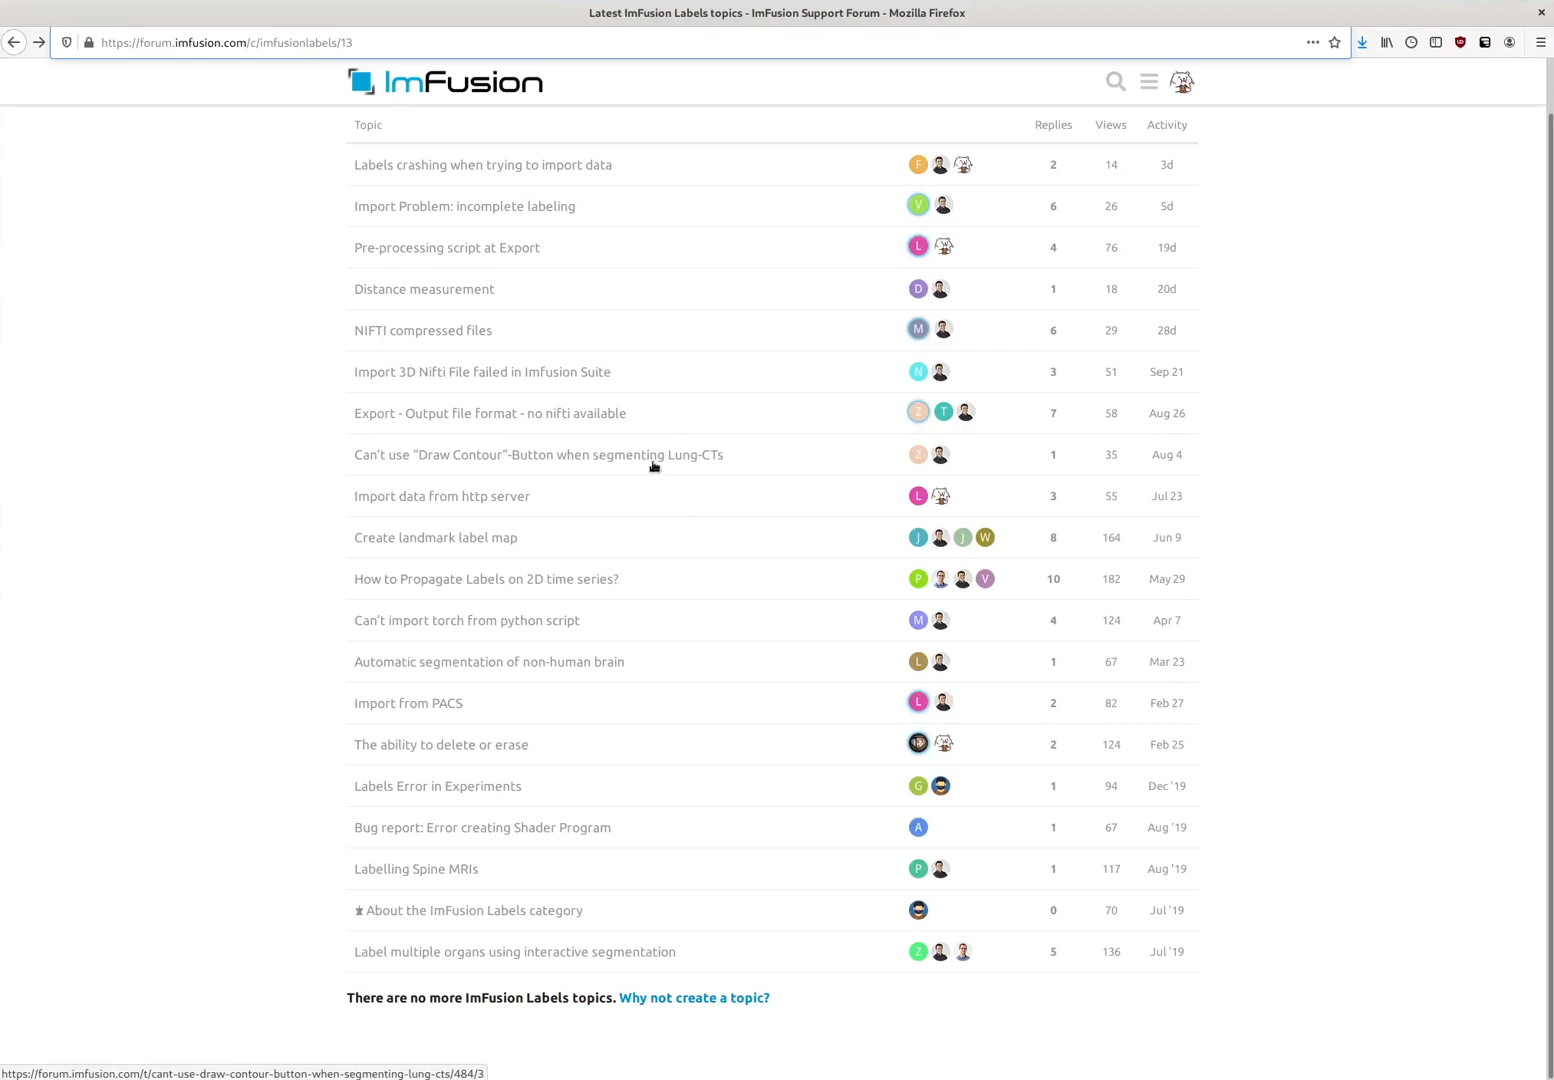 Latest ImFusion Labels topics - ImFusion Support Forum - Mozilla Firefox
https://forum.imfusion.com/c/imfusionlabels/13
ImFusion
Topic Replies Views Activity
Labels crashing when trying to import data F 2 14 3d
Import Problem: incomplete labeling V 6 26 5d
Pre-processing script at Export L 4 76 19d
Distance measurement D 1 18 20d
NIFTI compressed files M 6 29 28d
Import 3D Nifti File failed in Imfusion Suite N 3 51 Sep 21
Export - Output file format - no nifti available Z T 7 58 Aug 26
Can't use “Draw Contour”-Button when segmenting Lung-CTs Z 1 35 Aug 4
Import data from http server L 3 55 Jul 23
Create landmark label map J J W 8 164 Jun 9
How to Propagate Labels on 2D time series? P V 10 182 May 29
Can't import torch from python script M 4 124 Apr 7
Automatic segmentation of non-human brain L 1 67 Mar 23
Import from PACS L 2 82 Feb 27
The ability to delete or erase 2 124 Feb 25
Labels Error in Experiments G 1 94 Dec '19
Bug report: Error creating Shader Program A 1 67 Aug '19
Labelling Spine MRIs P 1 117 Aug '19
About the ImFusion Labels category 0 70 Jul '19
Label multiple organs using interactive segmentation Z 5 136 Jul '19
There are no more ImFusion Labels topics. Why not create a topic?
https://forum.imfusion.com/t/cant-use-draw-contour-button-when-segmenting-lung-cts/484/3